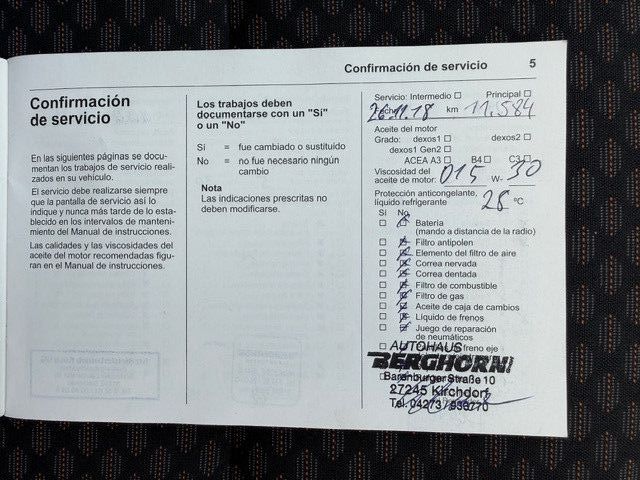 Confirmación de servicio 5
Confirmación
de servicio
En las siguientes páginas se docu-
mentan los trabajos de servicio reali-
zados en su vehículo.
El servicio debe realizarse siempre
que la pantalla de servicio así lo
indique y nunca más tarde de lo esta-
blecido en los intervalos de manteni-
miento del Manual de instrucciones.
Las calidades y las viscosidades del
aceite del motor recomendadas figu-
ran en el Manual de instrucciones.
Los trabajos deben
documentarse con un "Sí"
o un "No"
Sí = fue cambiado o sustituido
No = no fue necesario ningún
cambio
Nota
Las indicaciones prescritas no
deben modificarse.
Servicio: Intermedio Principal
Fecha 26.11.18 km 11.584
Aceite del motor
Grado: dexos1 dexos2
dexos1 Gen2
ACEA A3 B4 C3
Viscosidad del
aceite de motor: 015 W- 30
Protección anticongelante,
líquido refrigerante 28 °C
Sí No
Batería
(mando a distancia de la radio)
Filtro antipolen
Elemento del filtro de aire
Correa nervada
Correa dentada
Filtro de combustible
Filtro de gas
Aceite de caja de cambios
Líquido de frenos
Juego de reparación
de neumáticos
freno eje
AUTOHAUS
BERGHORN
Barenburger Straße 10
27245 Kirchdorf
Tel. 04273 / 938770